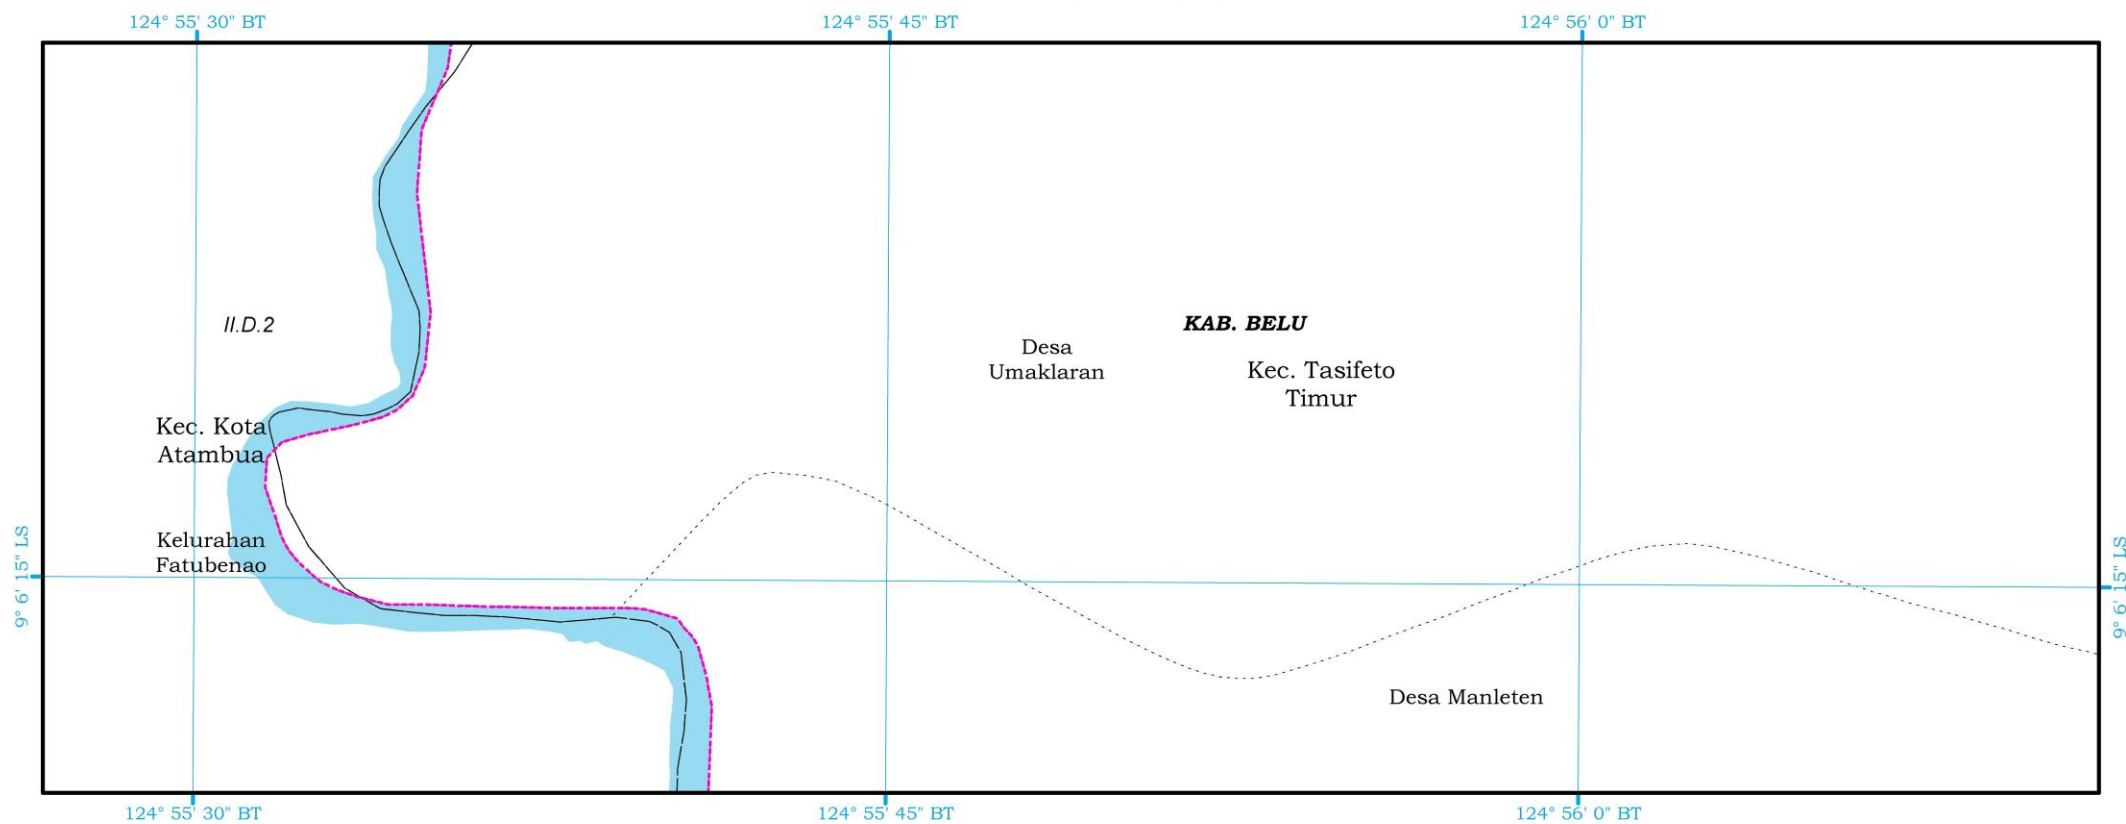 124° 55' 30" BT
124° 55' 45" BT
124° 56' 0" BT
II.D.2
KAB. BELU
Desa
Umaklaran
Kec. Tasifeto
Timur
Kec. Kota
Atambua
Kelurahan
Fatubenao
9° 6' 15" LS
9° 6' 15" LS
Desa Manleten
124° 55' 30" BT
124° 55' 45" BT
124° 56' 0" BT